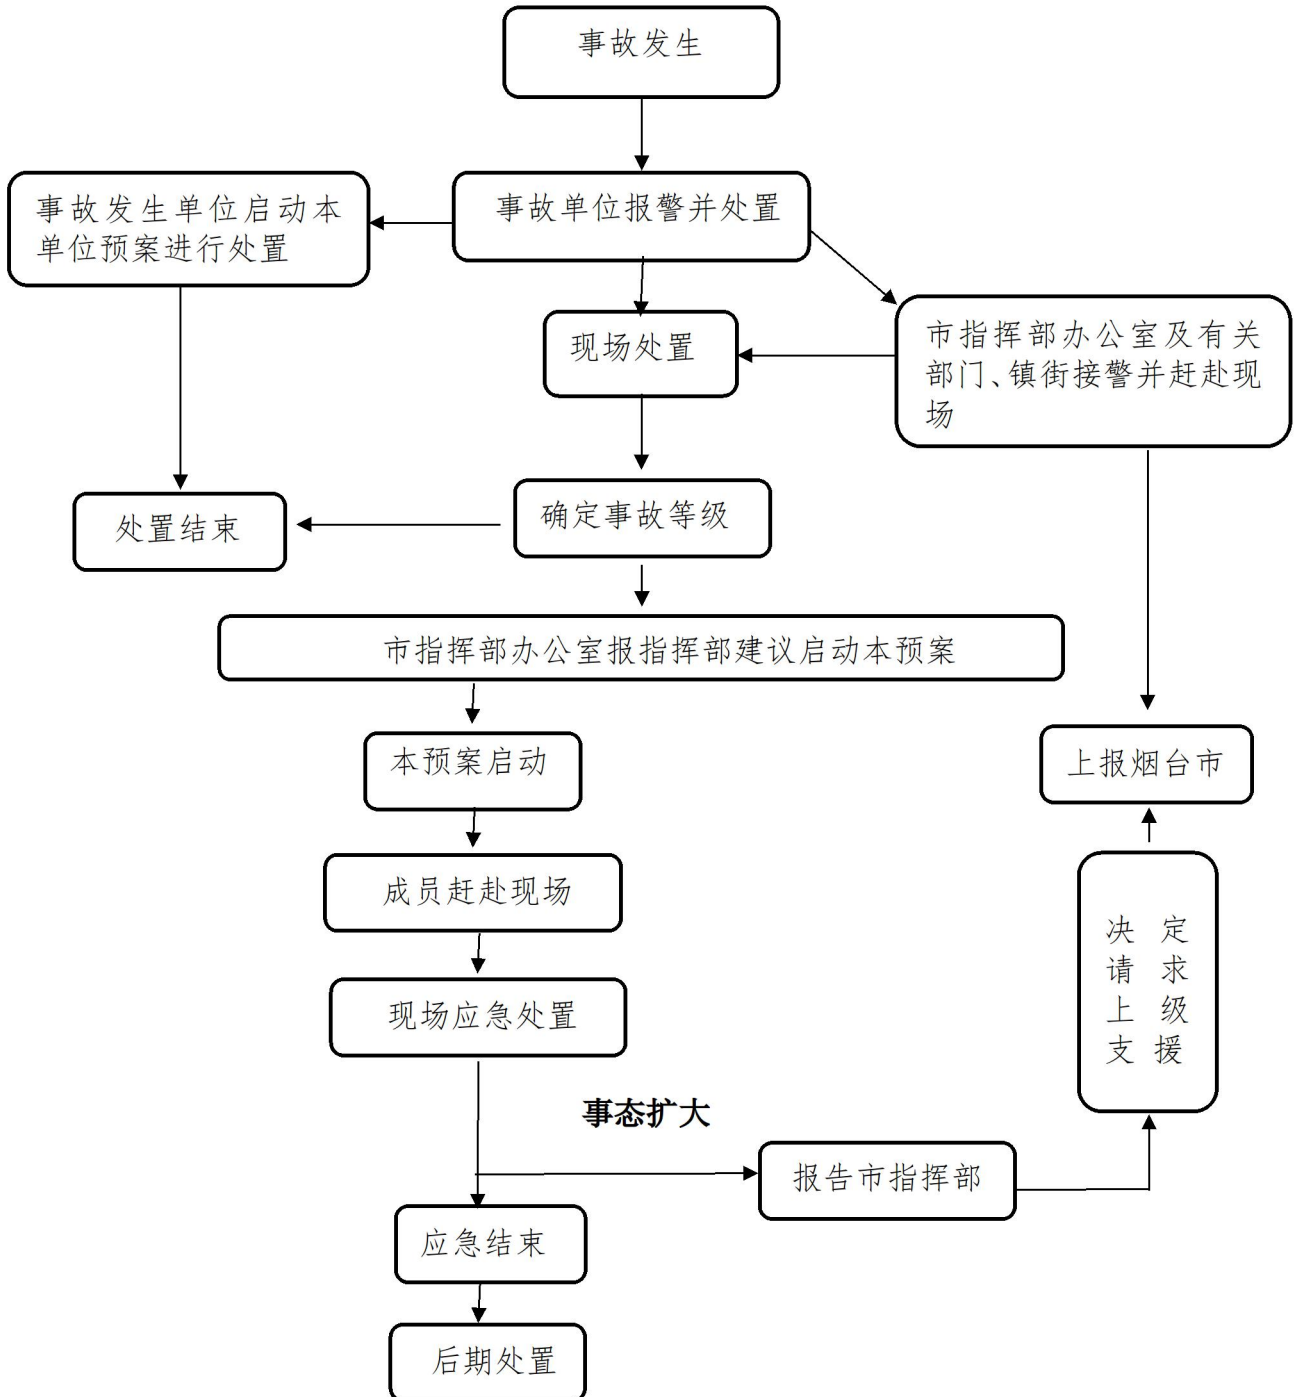 事故发生
事故发生单位启动本
单位预案进行处置
事故单位报警并处置
现场处置
市指挥部办公室及有关
部门、镇街接警并赶赴现
场
处置结束
确定事故等级
市指挥部办公室报指挥部建议启动本预案
本预案启动
上报烟台市
成员赶赴现场
决定
请求
上级
支援
现场应急处置
事态扩大
报告市指挥部
应急结束
后期处置